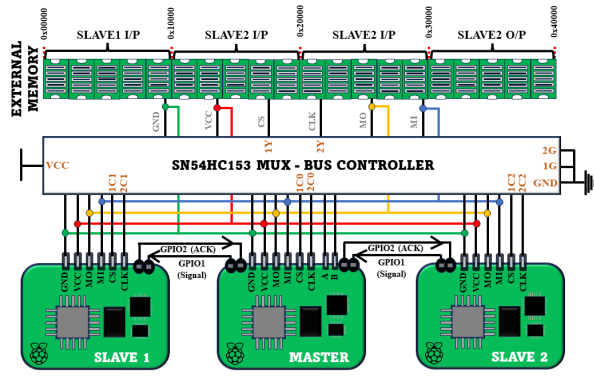 0x00000
0x10000
0x20000
0x30000
0x40000
SLAVE1 I/P
SLAVE2 I/P
SLAVE2 I/P
SLAVE2 O/P
EXTERNAL
MEMORY
GND
VCC
CS
CLK
MO
MI
1Y
2Y
VCC
SN54HC153 MUX - BUS CONTROLLER
2G
1G
GND
1C1
2C1
1C0
2C0
1C2
2C2
GPIO2 (ACK)
GPIO1
(Signal)
GPIO2 (ACK)
GPIO1
(Signal)
GND
VCC
MO
MI
CS
CLK
GND
VCC
MO
MI
CS
CLK
A
B
GND
VCC
MO
MI
CS
CLK
SLAVE 1
MASTER
SLAVE 2